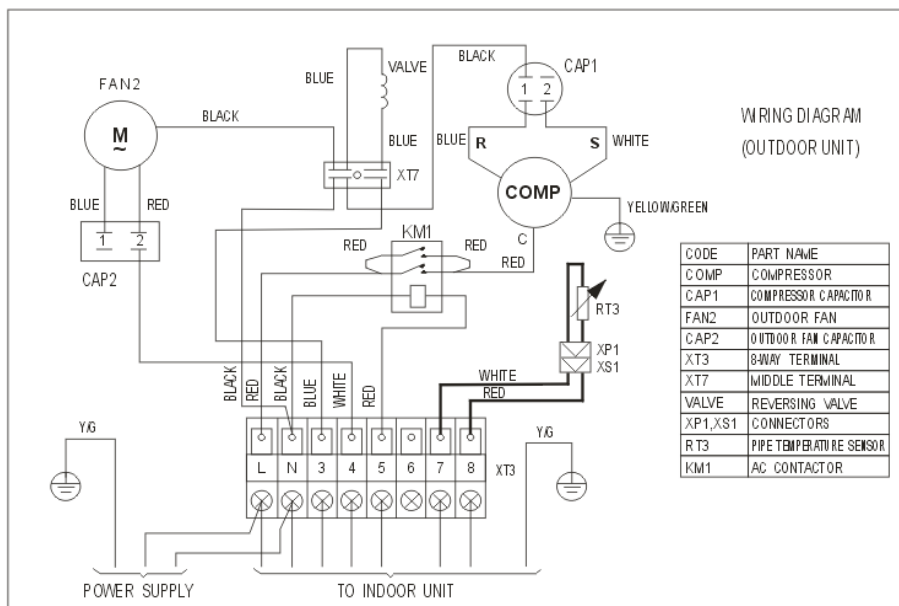 BLACK
CAP1
BLUE
VALVE
FAN2
WIRING DIAGRAM
(OUTDOOR UNIT)
1 2
BLACK
M
~
BLUE
BLUE
R
S
WHITE
XT7
COMP
BLUE
RED
YELLOW/GREEN
KM1
C
1 2
RED
RED
RED
CAP2
RT3
XP1
XS1
WHITE
RED
BLACK
RED
BLACK
BLUE
WHITE
RED
Y/G
Y/G
L N 3 4 5 6 7 8
XT3
POWER SUPPLY
TO INDOOR UNIT
CODE PART NAME
COMP COMPRESSOR
CAP1 COMPRESSOR CAPACITOR
FAN2 OUTDOOR FAN
CAP2 OUTDOOR FAN CAPACITOR
XT3 8-WAY TERMINAL
XT7 MIDDLE TERMINAL
VALVE REVERSING VALVE
XP1,XS1 CONNECTORS
RT3 PIPE TEMPERATURE SENSOR
KM1 AC CONTACTOR